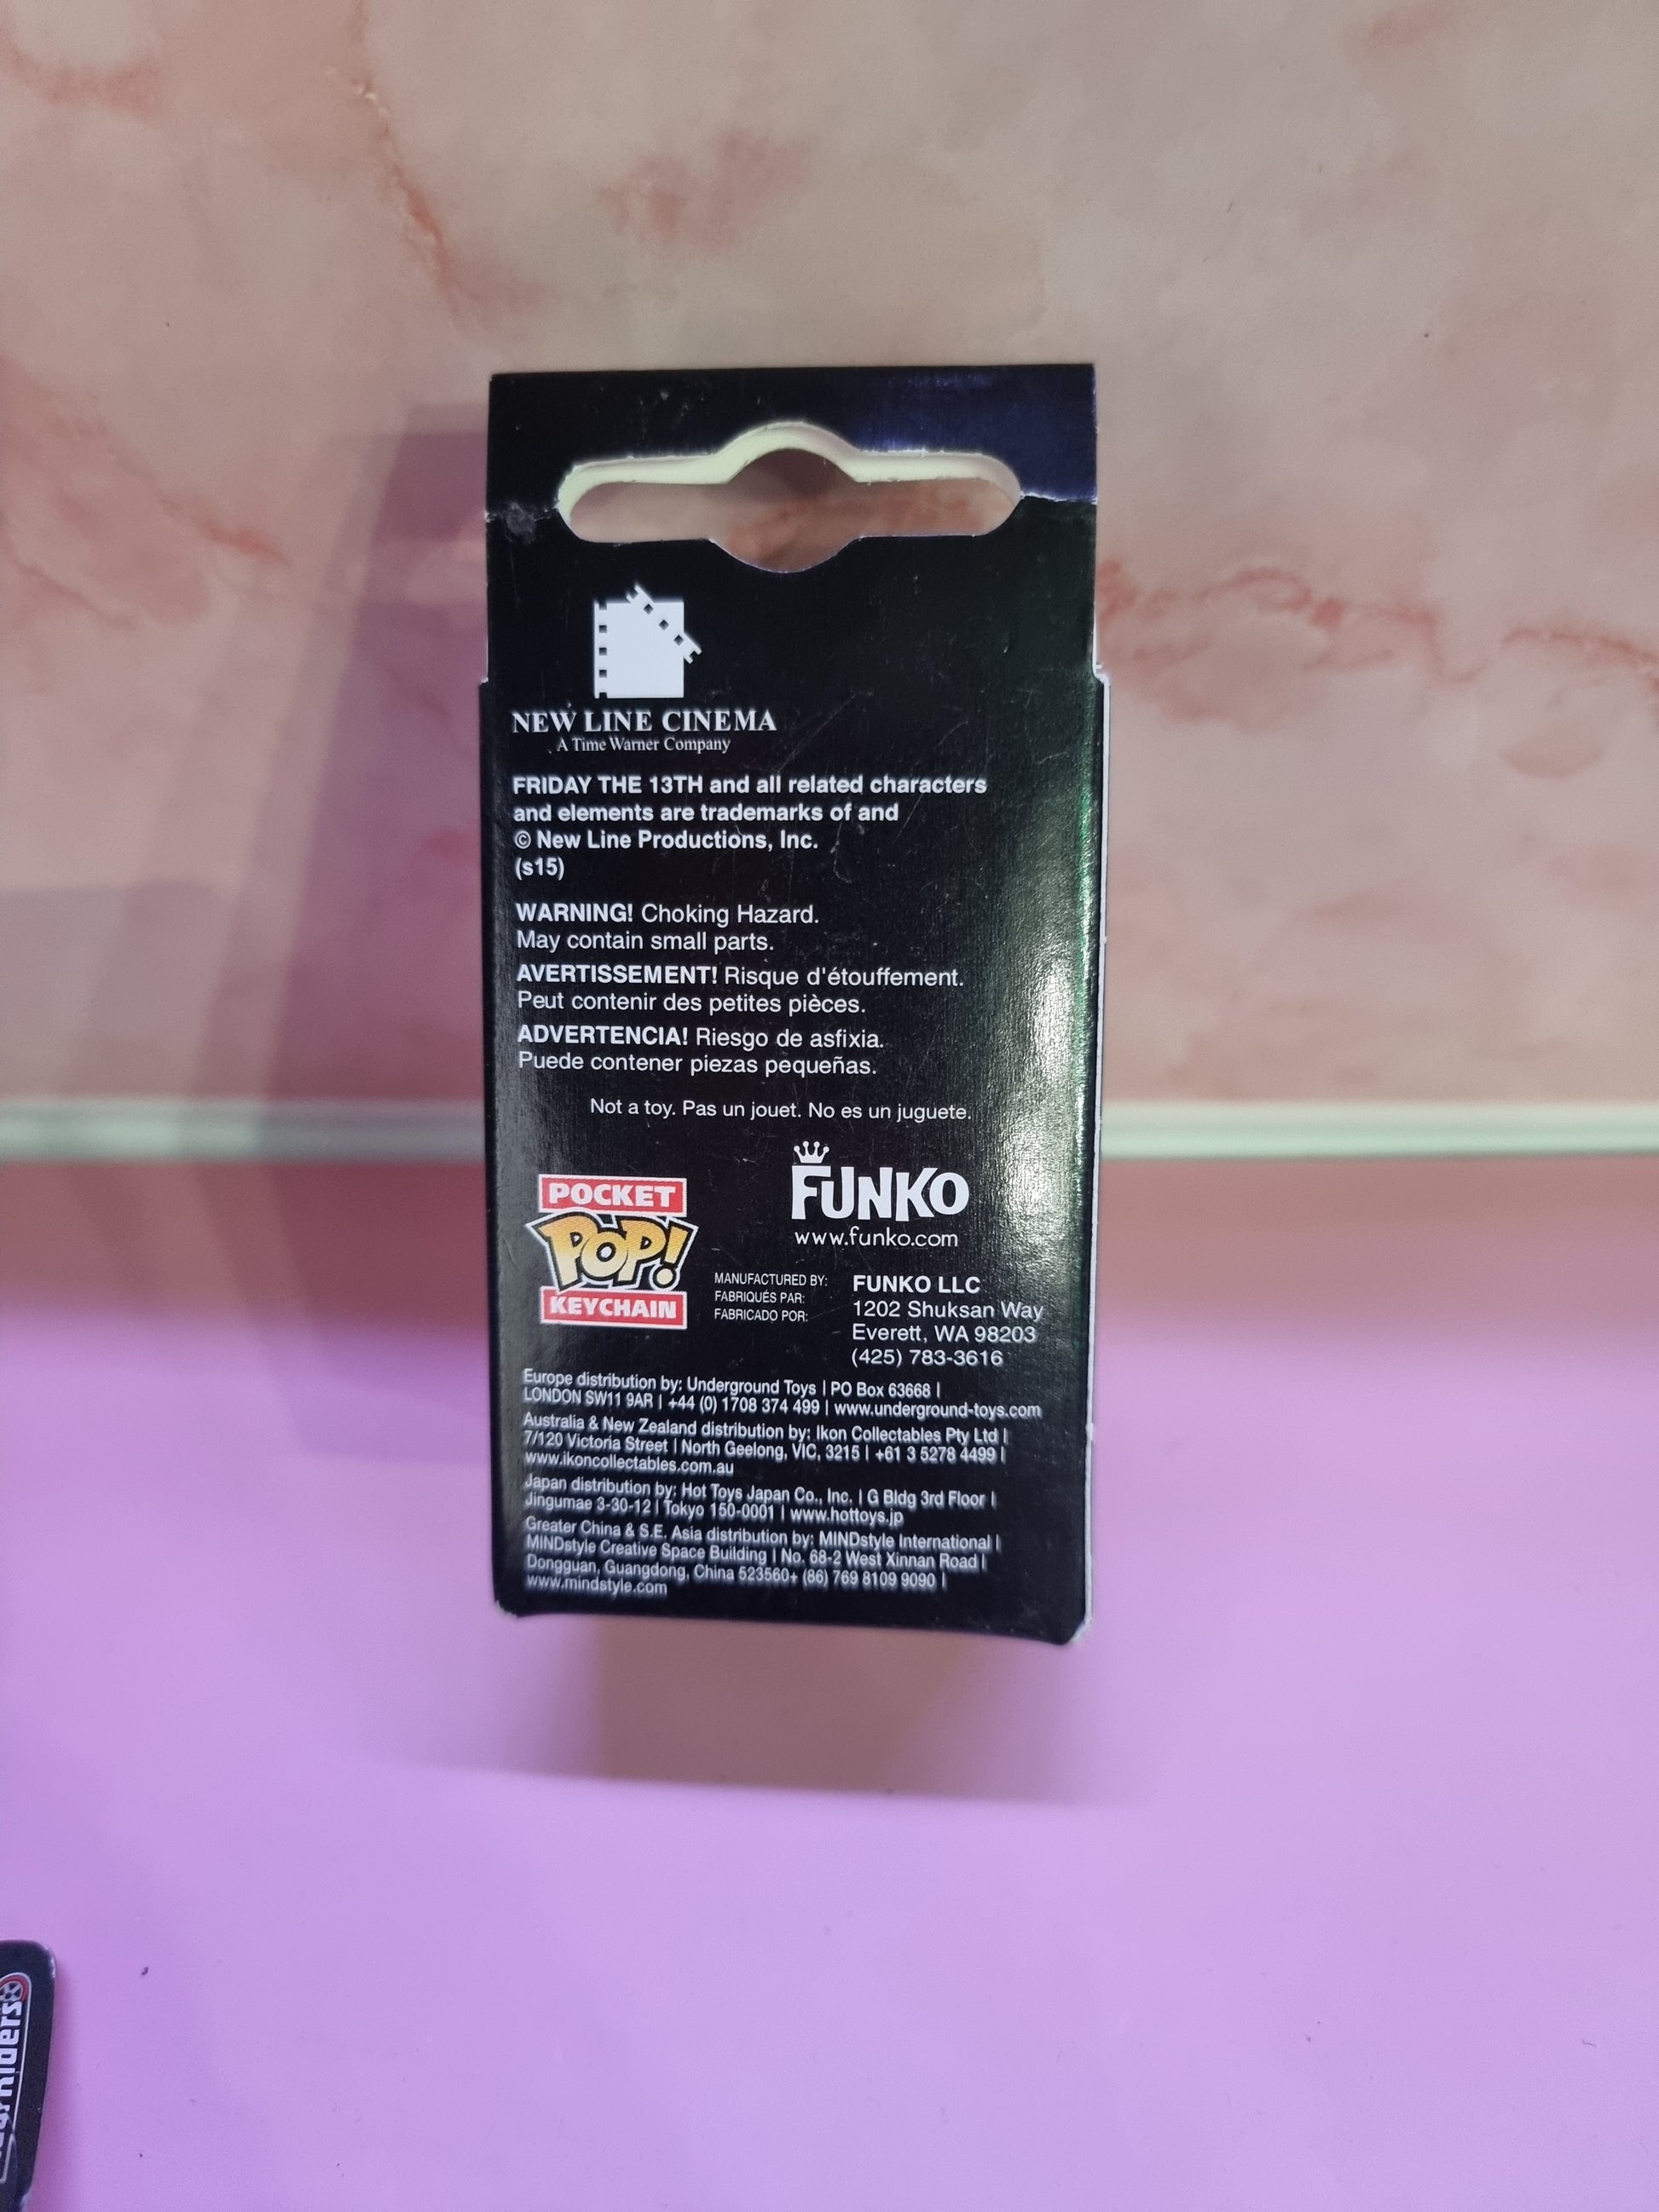 NEW LINE CINEMA
A Time Warner Company
FRIDAY THE 13TH and all related characters
and elements are trademarks of and
© New Line Productions, Inc.
(s15)
WARNING! Choking Hazard.
May contain small parts.
AVERTISSEMENT! Risque d'étouffement.
Peut contenir des petites pièces.
ADVERTENCIA! Riesgo de asfixia.
Puede contener piezas pequeñas.
Not a toy. Pas un jouet. No es un juguete.
POCKET
POP!
KEYCHAIN
FUNKO
www.funko.com
MANUFACTURED BY:
FABRIQUÉS PAR:
FABRICADO POR:
FUNKO LLC
1202 Shuksan Way
Everett, WA 98203
(425) 783-3616
Europe distribution by: Underground Toys | PO Box 63668 |
LONDON SW11 9AR | +44 (0) 1708 374 499 | www.underground-toys.com
Australia & New Zealand distribution by: Ikon Collectables Pty Ltd |
7/120 Victoria Street | North Geelong, VIC, 3215 | +61 3 5278 4499 |
www.ikoncollectables.com.au
Japan distribution by: Hot Toys Japan Co., Inc. | G Bldg 3rd Floor |
Jingumae 3-30-12 | Tokyo 150-0001 | www.hottoys.jp
Greater China & S.E. Asia distribution by: MINDstyle International |
MINDstyle Creative Space Building | No. 68-2 West Xinnan Road |
Dongguan, Guangdong, China 523560+ (86) 769 8109 9090 |
www.mindstyle.com